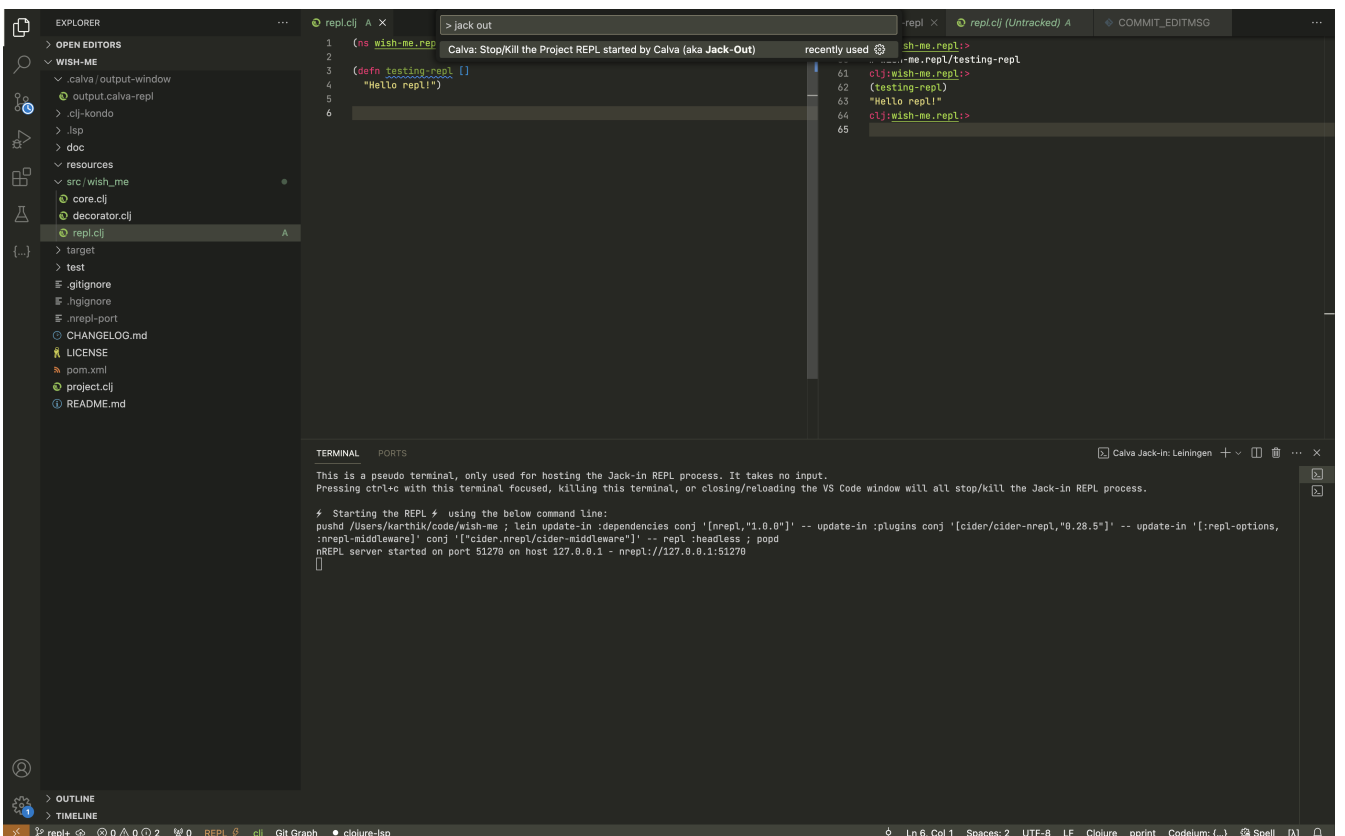 EXPLORER
OPEN EDITORS
WISH-ME
.calva/output-window
output.calva-repl
.clj-kondo
.lsp
doc
resources
src/wish_me
core.clj
decorator.clj
repl.clj A
target
test
.gitignore
.hgignore
.nrepl-port
CHANGELOG.md
LICENSE
pom.xml
project.clj
README.md
OUTLINE
TIMELINE
repl.clj A
> jack out
Calva: Stop/Kill the Project REPL started by Calva (aka Jack-Out) recently used
-repl
repl.clj (Untracked) A
COMMIT_EDITMSG
1 (ns wish-me.rep
2
3 (defn testing-repl []
4 "Hello repl!")
5
6
sh-me.repl:>
-me.repl/testing-repl
61 clj:wish-me.repl:>
62 (testing-repl)
63 "Hello repl!"
64 clj:wish-me.repl:>
65
TERMINAL PORTS
Calva Jack-in: Leiningen
This is a pseudo terminal, only used for hosting the Jack-in REPL process. It takes no input.
Pressing ctrl+c with this terminal focused, killing this terminal, or closing/reloading the VS Code window will all stop/kill the Jack-in REPL process.
⚡ Starting the REPL ⚡ using the below command line:
pushd /Users/karthik/code/wish-me ; lein update-in :dependencies conj '[nrepl,"1.0.0"]' -- update-in :plugins conj '[cider/cider-nrepl,"0.28.5"]' -- update-in '[:repl-options,
:nrepl-middleware]' conj '["cider.nrepl/cider-middleware"]' -- repl :headless ; popd
nREPL server started on port 51270 on host 127.0.0.1 - nrepl://127.0.0.1:51270
1
repl+ 0 0 2 0 REPL clj Git Graph clojure-lsp Ln 6, Col 1 Spaces: 2 UTF-8 LF Clojure pprint Codeium: {...} Spell